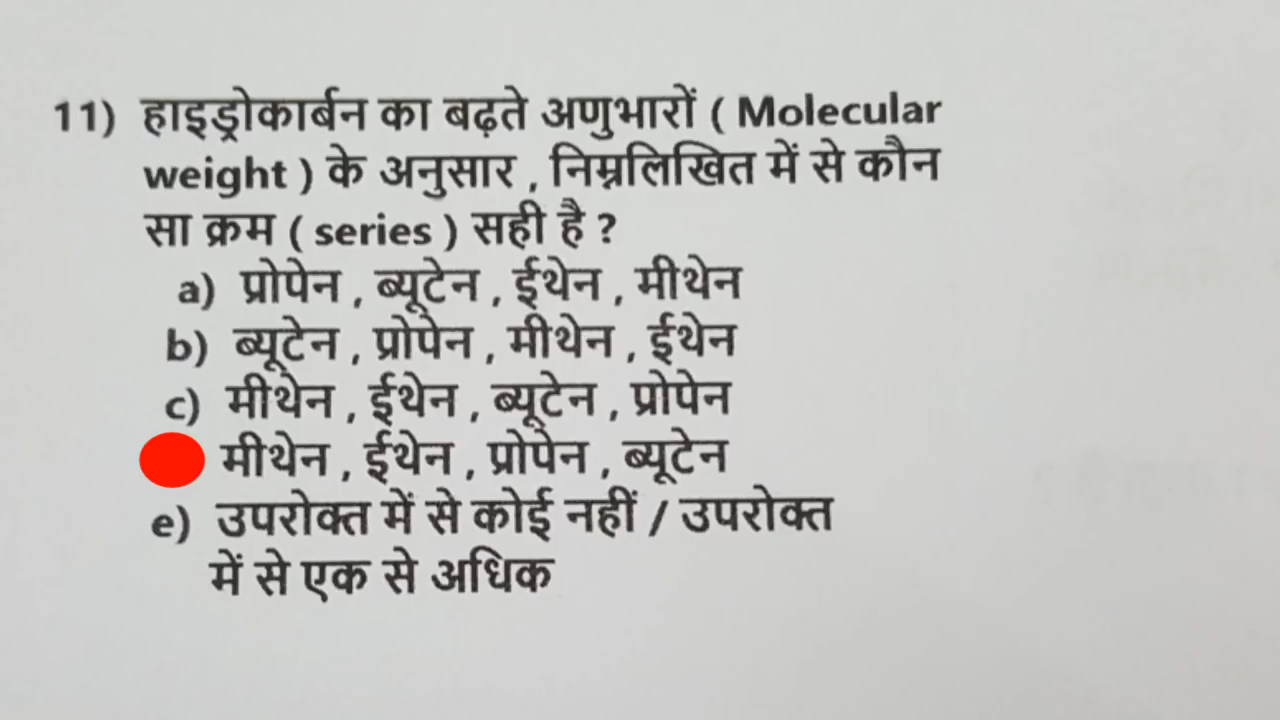 11) हाइड्रोकार्बन का बढ़ते अणुभारों ( Molecular
weight ) के अनुसार , निम्नलिखित में से कौन
सा क्रम ( series ) सही है ?
a) प्रोपेन , ब्यूटेन , ईथेन , मीथेन
b) ब्यूटेन , प्रोपेन , मीथेन , ईथेन
c) मीथेन , ईथेन , ब्यूटेन , प्रोपेन
मीथेन , ईथेन , प्रोपेन , ब्यूटेन
e) उपरोक्त में से कोई नहीं / उपरोक्त
में से एक से अधिक